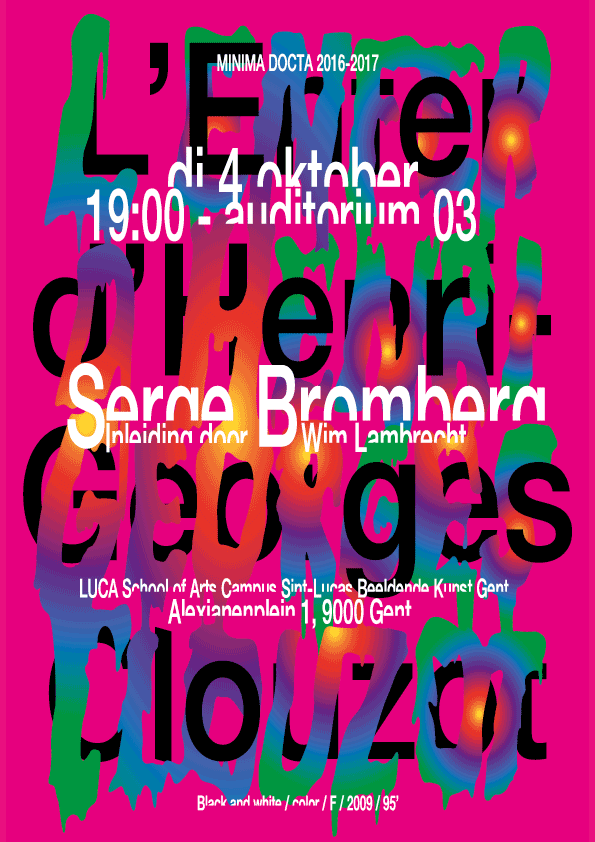 MINIMA DOCTA 2016-2017
L'Enfer
di 4 oktober
19:00 - auditorium 03
d'Henri-
Serge Bromberg
Inleiding door Wim Lambrecht
Georges
LUCA School of Arts Campus Sint-Lucas Beeldende Kunst Gent
Alexianenplein 1, 9000 Gent
Clouzot
Black and white / color / F / 2009 / 95'